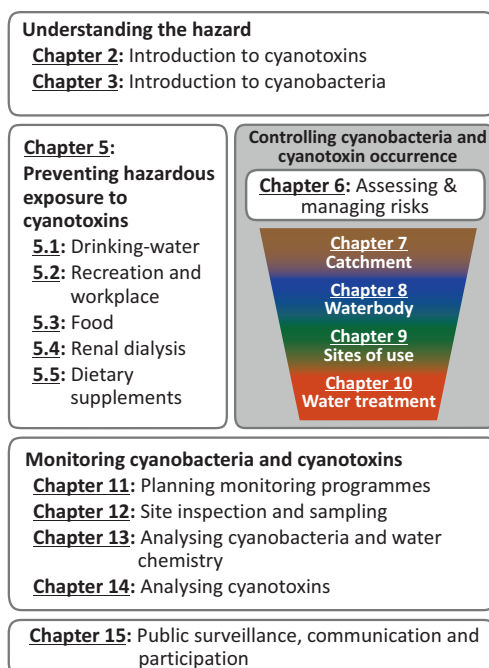 Understanding the hazard
Chapter 2: Introduction to cyanotoxins
Chapter 3: Introduction to cyanobacteria
Chapter 5:
Preventing hazardous
exposure to
cyanotoxins
5.1: Drinking-water
5.2: Recreation and
workplace
5.3: Food
5.4: Renal dialysis
5.5: Dietary
supplements
Controlling cyanobacteria and
cyanotoxin occurrence
Chapter 6: Assessing &
managing risks
Chapter 7
Catchment
Chapter 8
Waterbody
Chapter 9
Sites of use
Chapter 10
Water treatment
Monitoring cyanobacteria and cyanotoxins
Chapter 11: Planning monitoring programmes
Chapter 12: Site inspection and sampling
Chapter 13: Analysing cyanobacteria and water
chemistry
Chapter 14: Analysing cyanotoxins
Chapter 15: Public surveillance, communication and
participation